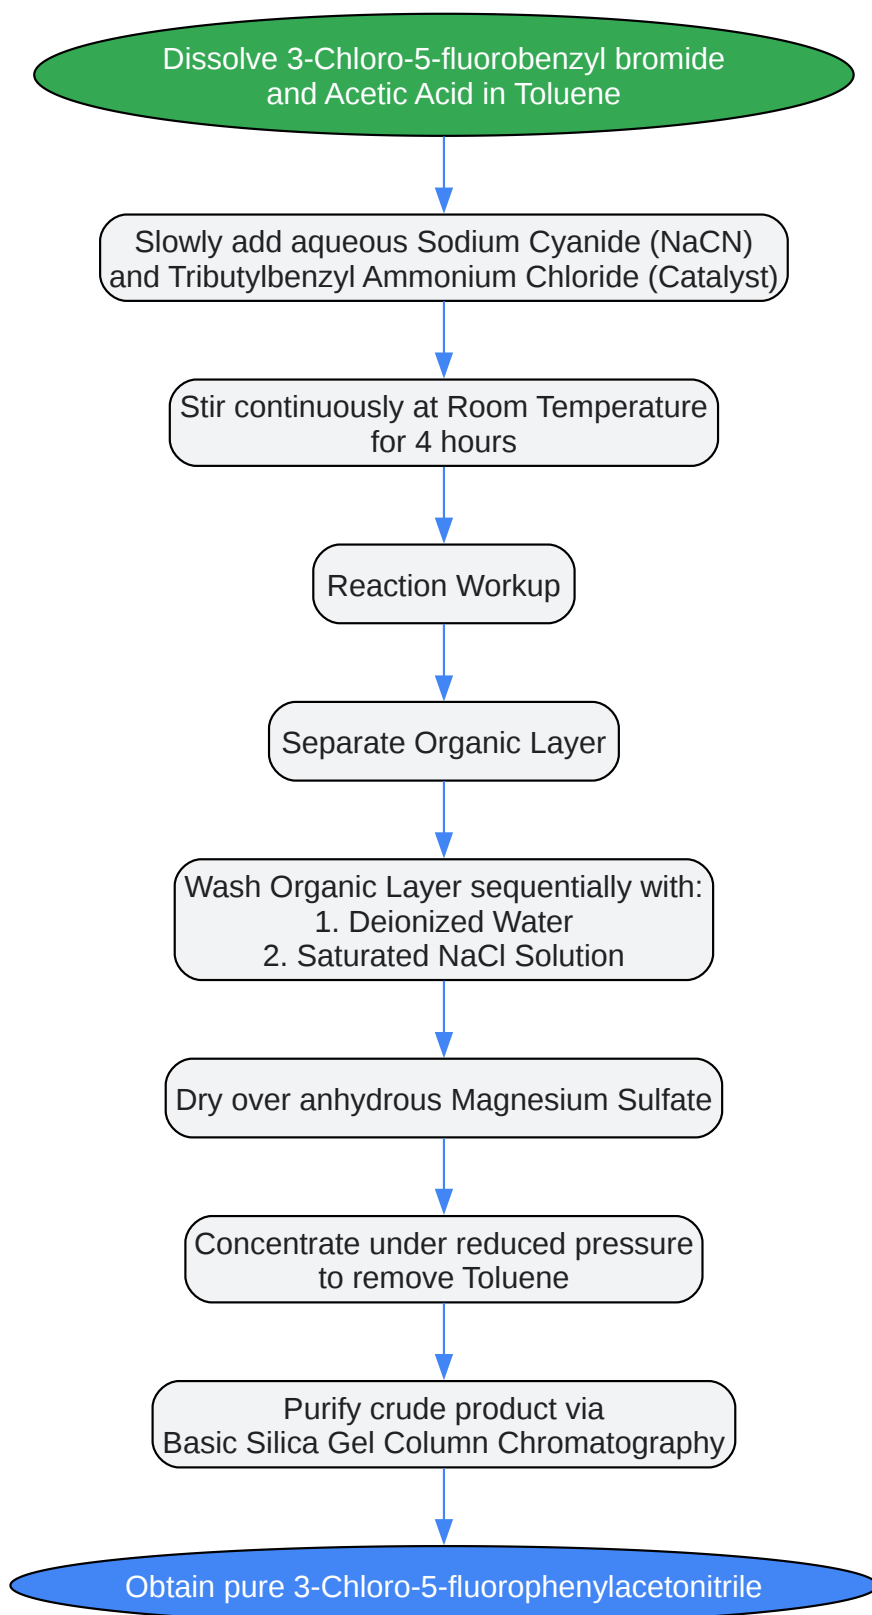 Dissolve 3-Chloro-5-fluorobenzyl bromide
and Acetic Acid in Toluene
Slowly add aqueous Sodium Cyanide (NaCN)
and Tributylbenzyl Ammonium Chloride (Catalyst)
Stir continuously at Room Temperature
for 4 hours
Reaction Workup
Separate Organic Layer
Wash Organic Layer sequentially with:
1. Deionized Water
2. Saturated NaCl Solution
Dry over anhydrous Magnesium Sulfate
Concentrate under reduced pressure
to remove Toluene
Purify crude product via
Basic Silica Gel Column Chromatography
Obtain pure 3-Chloro-5-fluorophenylacetonitrile